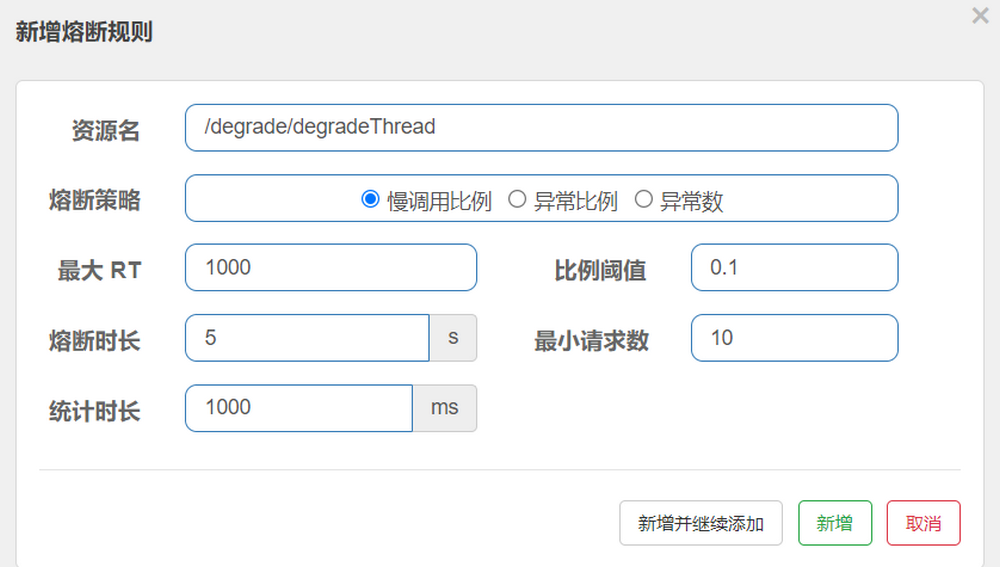 新增熔断规则
资源名 /degrade/degradeThread
熔断策略 慢调用比例 异常比例 异常数
最大 RT 1000 比例阈值 0.1
熔断时长 5 s 最小请求数 10
统计时长 1000 ms
新增并继续添加 新增 取消